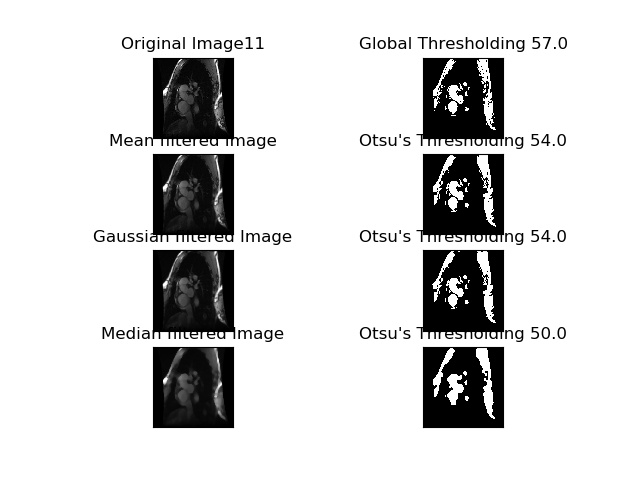 Original Image11
Global Thresholding 57.0
Mean filtered Image
Otsu's Thresholding 54.0
Gaussian filtered Image
Otsu's Thresholding 54.0
Median filtered Image
Otsu's Thresholding 50.0